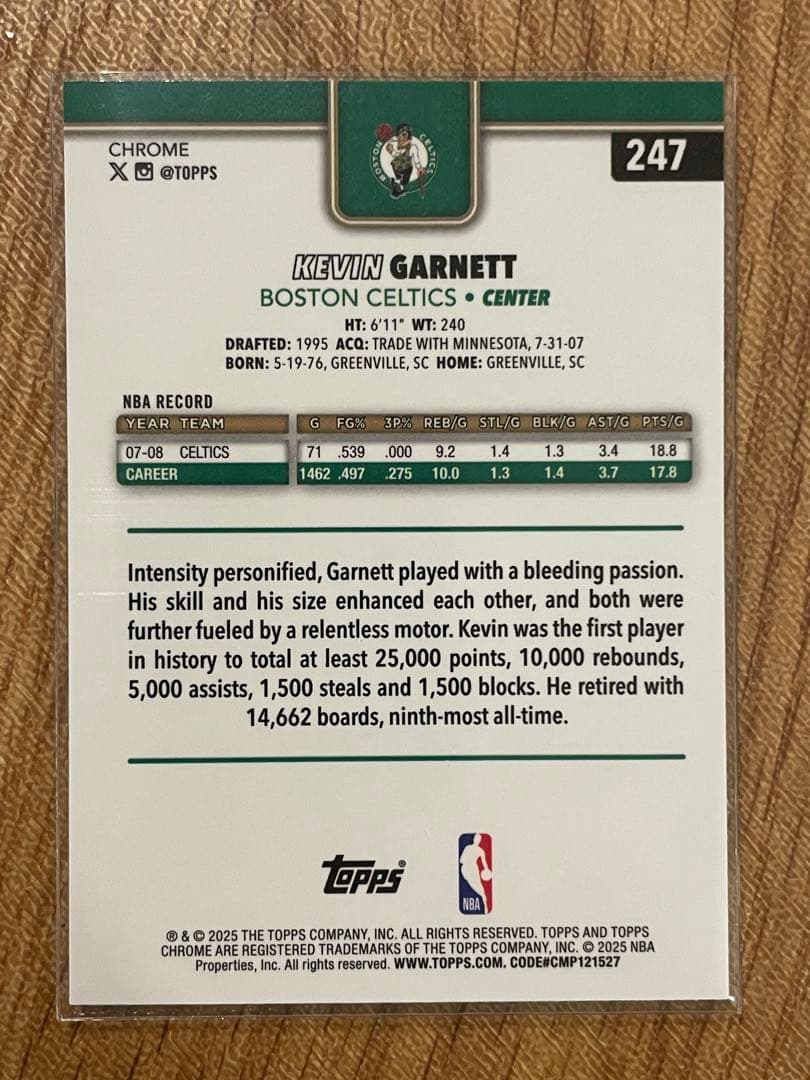 CHROME
BOSTON CELTICS
247
X @TOPPS
KEVIN GARNETT
BOSTON CELTICS • CENTER
HT: 6'11" WT: 240
DRAFTED: 1995 ACQ: TRADE WITH MINNESOTA, 7-31-07
BORN: 5-19-76, GREENVILLE, SC HOME: GREENVILLE, SC
NBA RECORD
YEAR TEAM G FG% 3P% REB/G STL/G BLK/G AST/G PTS/G
07-08 CELTICS 71 .539 .000 9.2 1.4 1.3 3.4 18.8
CAREER 1462 .497 .275 10.0 1.3 1.4 3.7 17.8
Intensity personified, Garnett played with a bleeding passion.
His skill and his size enhanced each other, and both were
further fueled by a relentless motor. Kevin was the first player
in history to total at least 25,000 points, 10,000 rebounds,
5,000 assists, 1,500 steals and 1,500 blocks. He retired with
14,662 boards, ninth-most all-time.
Topps®
NBA
® & © 2025 THE TOPPS COMPANY, INC. ALL RIGHTS RESERVED. TOPPS AND TOPPS
CHROME ARE REGISTERED TRADEMARKS OF THE TOPPS COMPANY, INC. © 2025 NBA
Properties, Inc. All rights reserved. WWW.TOPPS.COM. CODE#CMP121527